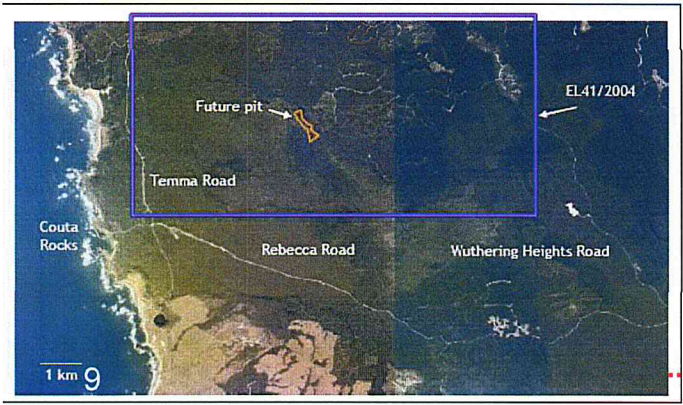 Future pit
EL41/2004
Temma Road
Couta
Rocks
Rebecca Road
Wuthering Heights Road
1 km 9